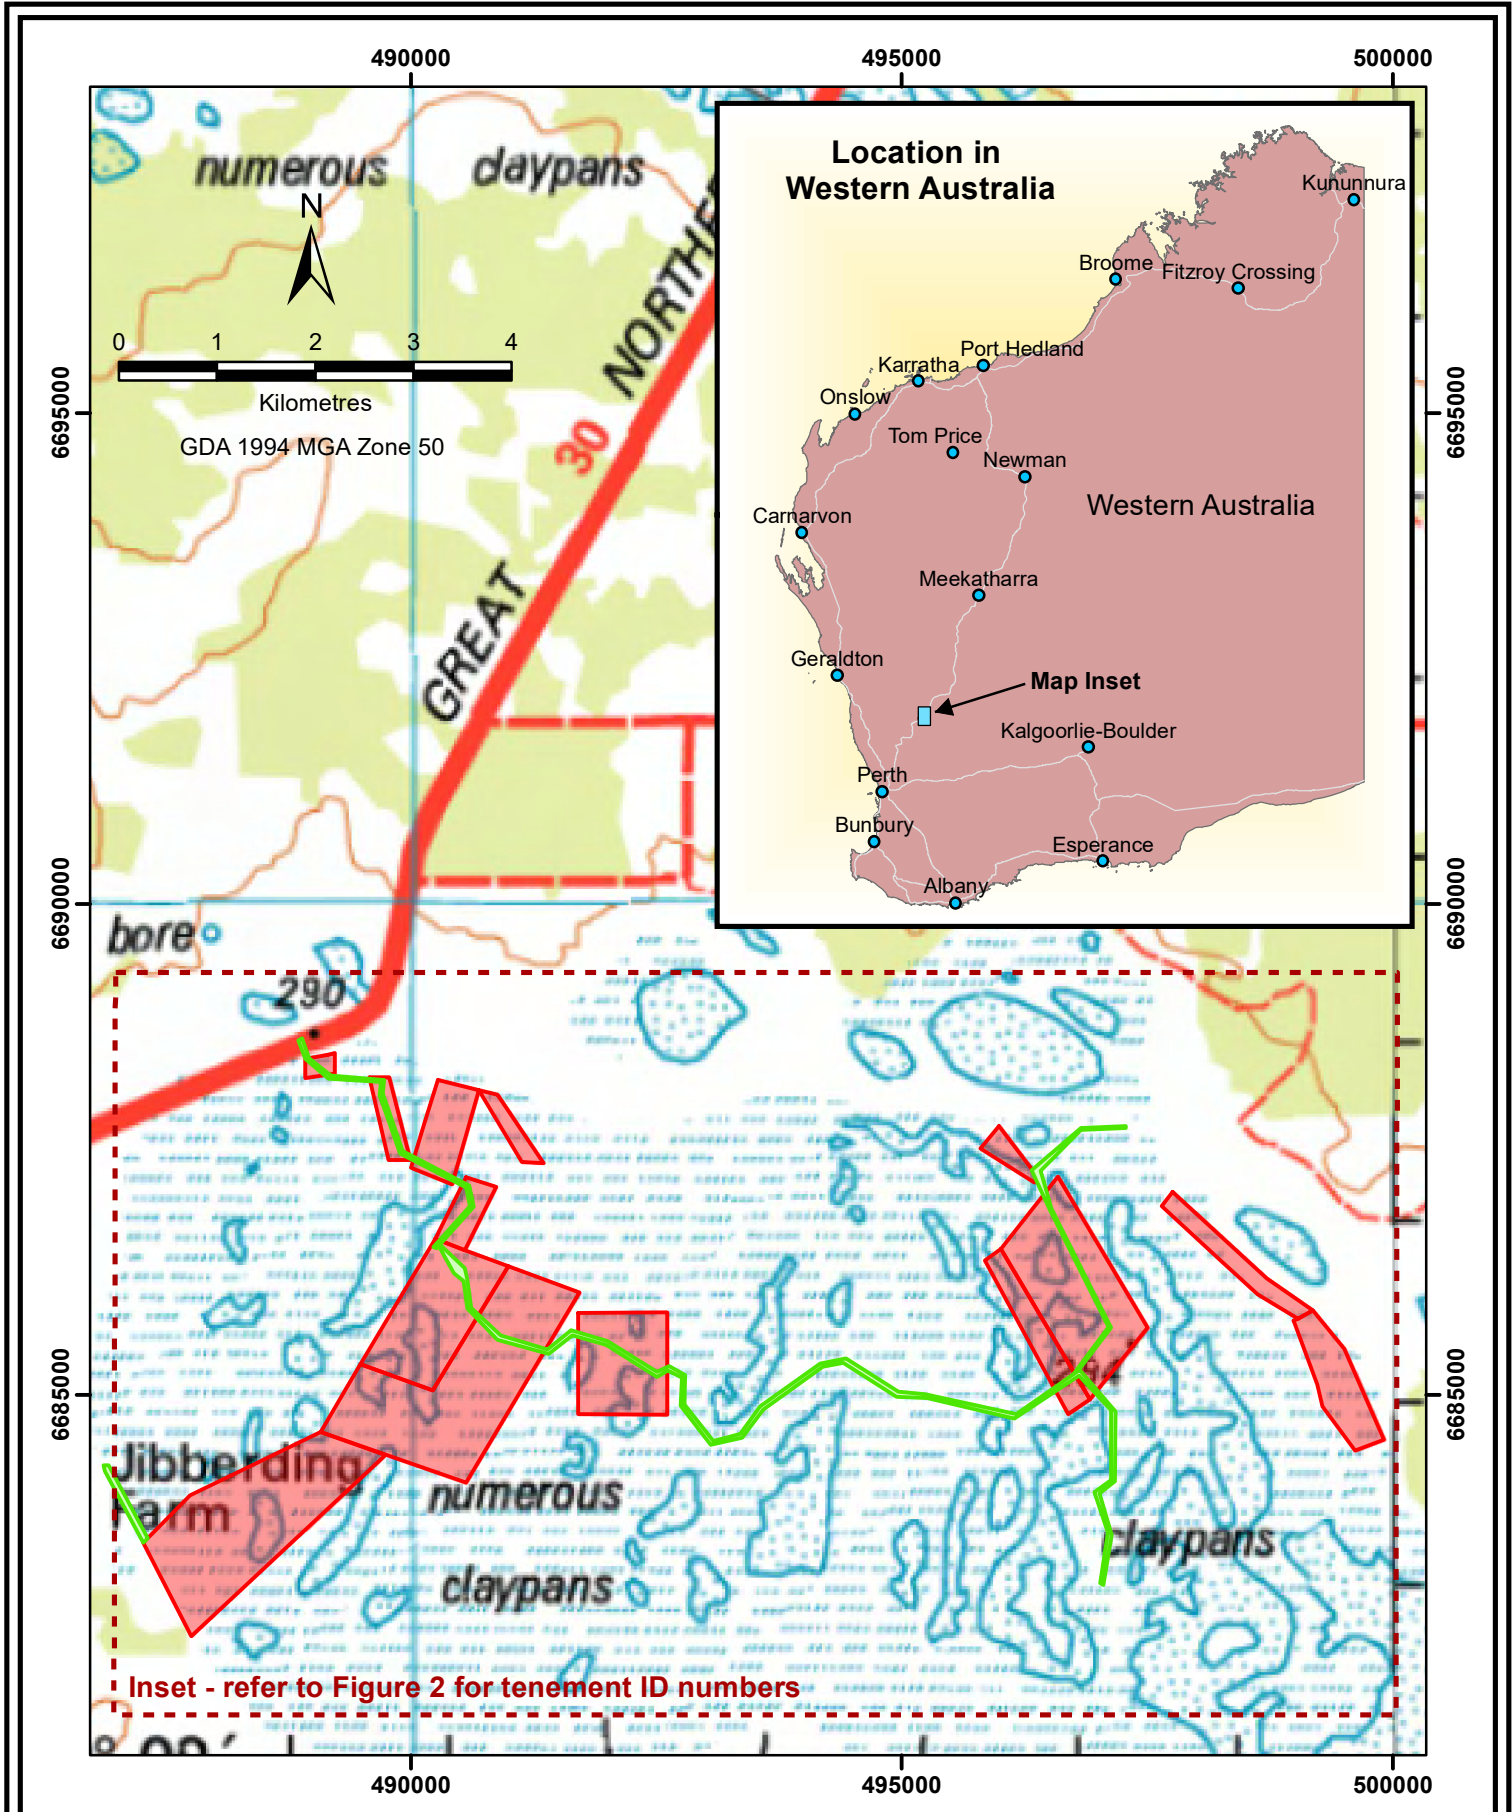 490000
495000
500000
numerous claypans
N
0 1 2 3 4
Kilometres
GDA 1994 MGA Zone 50
6695000
6695000
Location in
Western Australia
Kununnura
Broome
Fitzroy Crossing
Port Hedland
Karratha
Onslow
Tom Price
Newman
Western Australia
Carnarvon
Meekatharra
Geraldton
Map Inset
Kalgoorlie-Boulder
Perth
Bunbury
Esperance
Albany
GREAT
30
6690000
6690000
bore
290
6685000
6685000
Jibberding
Farm
numerous
claypans
claypans
Inset - refer to Figure 2 for tenement ID numbers
490000
495000
500000